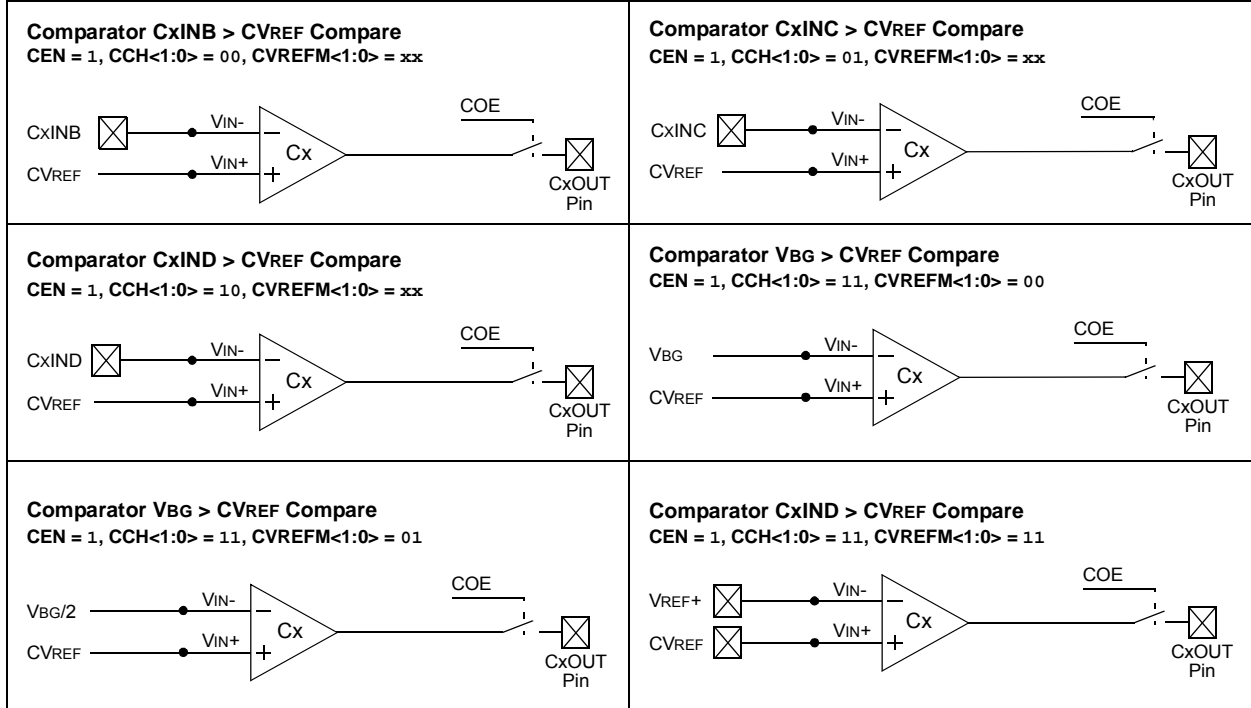 Comparator CxINB > CVREF Compare
CEN = 1, CCH<1:0> = 00, CVREFM<1:0> = xx
COE
CxINB
VIN-
–
Cx
CVREF
VIN+
+
CxOUT
Pin
Comparator CxINC > CVREF Compare
CEN = 1, CCH<1:0> = 01, CVREFM<1:0> = xx
COE
CxINC
VIN-
–
Cx
CVREF
VIN+
+
CxOUT
Pin
Comparator CxIND > CVREF Compare
CEN = 1, CCH<1:0> = 10, CVREFM<1:0> = xx
COE
CxIND
VIN-
–
Cx
CVREF
VIN+
+
CxOUT
Pin
Comparator VBG > CVREF Compare
CEN = 1, CCH<1:0> = 11, CVREFM<1:0> = 00
COE
VBG
VIN-
–
Cx
CVREF
VIN+
+
CxOUT
Pin
Comparator VBG > CVREF Compare
CEN = 1, CCH<1:0> = 11, CVREFM<1:0> = 01
COE
VBG/2
VIN-
–
Cx
CVREF
VIN+
+
CxOUT
Pin
Comparator CxIND > CVREF Compare
CEN = 1, CCH<1:0> = 11, CVREFM<1:0> = 11
COE
VREF+
VIN-
–
Cx
CVREF
VIN+
+
CxOUT
Pin